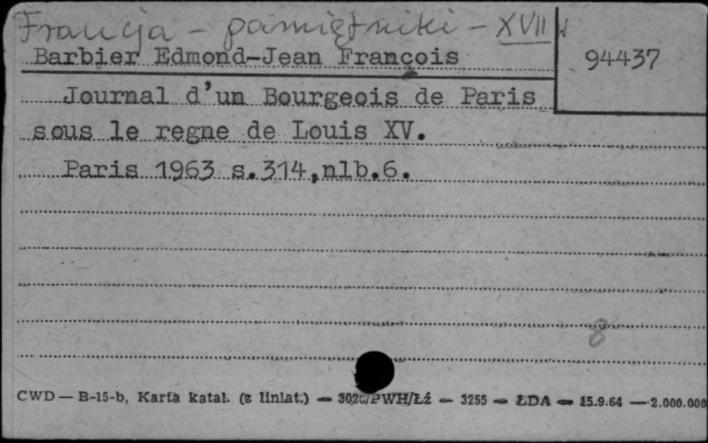 Francja - pamiętniki - XVII w
Barbier Edmond-Jean François
94437
Journal d'un Bourgeois de Paris
sous le regne de Louis XV.
Paris 1963 s.314,nlb.6.
8
CWD — B-15-b, Karta katal. (z liniat.) — PWH/Łź — 3255 — ŁDA — 15.9.64 — 2.000.000